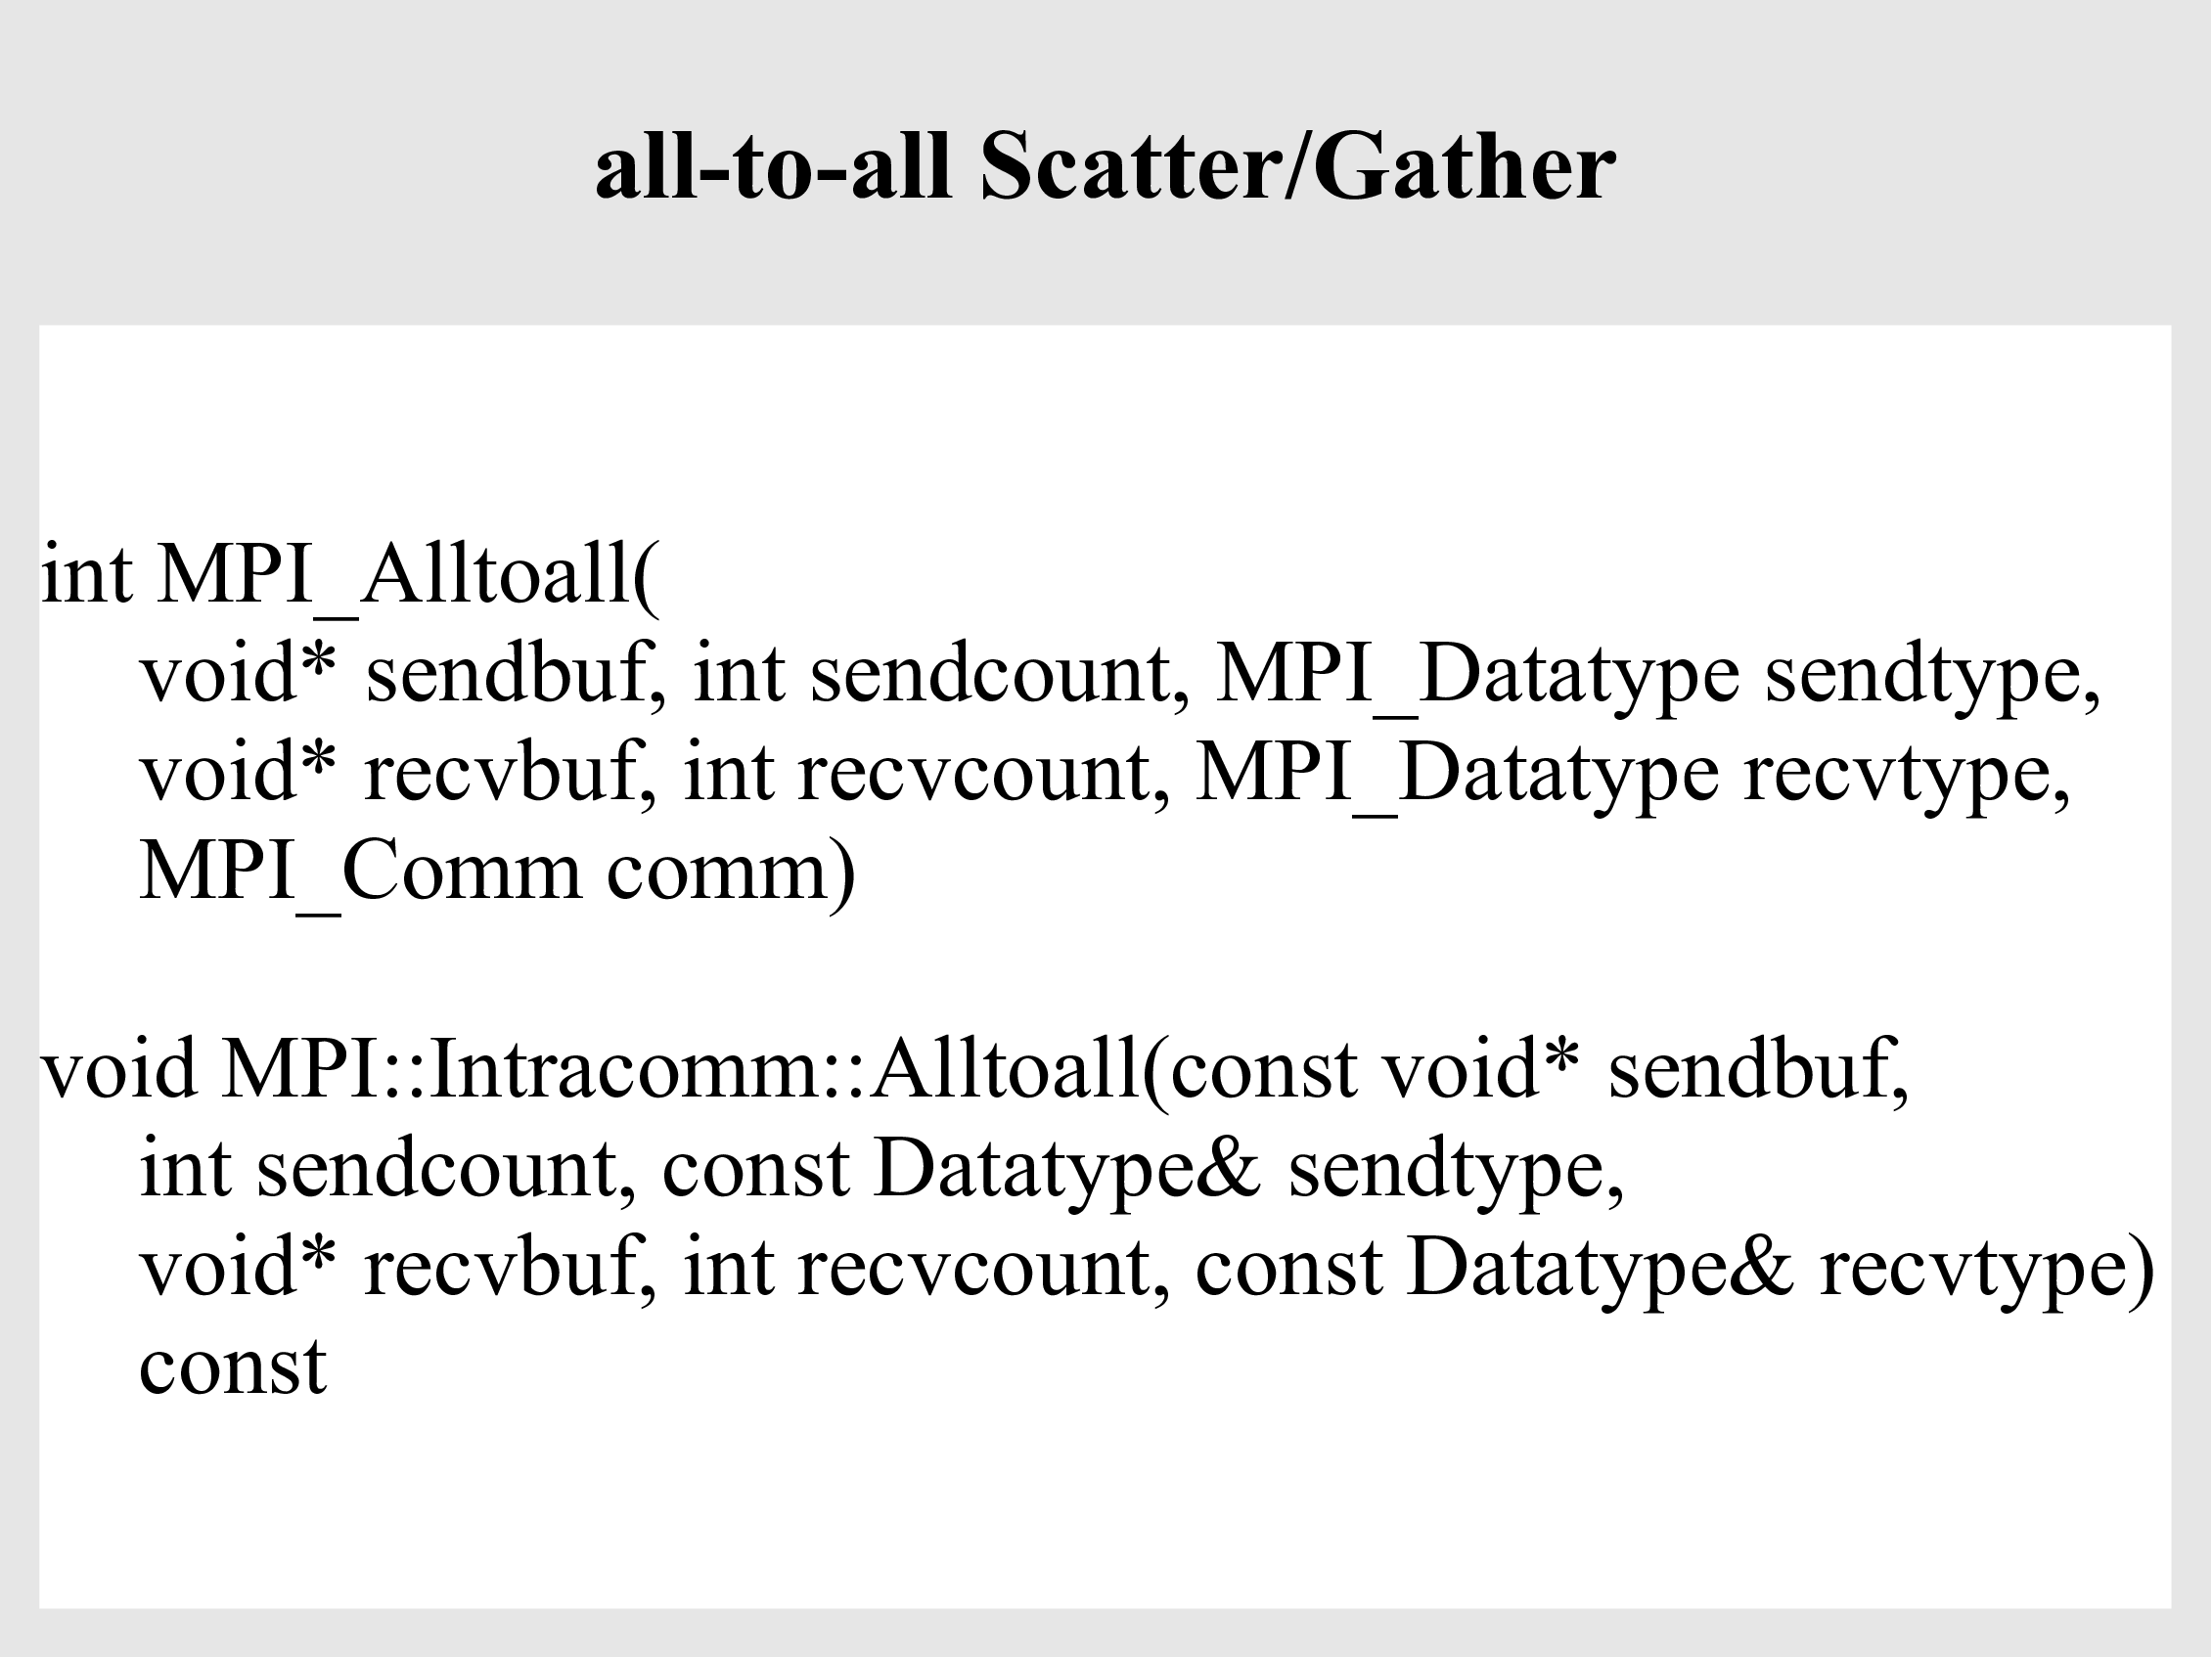 all-to-all Scatter/Gather
int MPI_Alltoall(
void* sendbuf, int sendcount, MPI_Datatype sendtype,
void* recvbuf, int recvcount, MPI_Datatype recvtype,
MPI_Comm comm)
void MPI::Intracomm::Alltoall(const void* sendbuf,
int sendcount, const Datatype& sendtype,
void* recvbuf, int recvcount, const Datatype& recvtype)
const